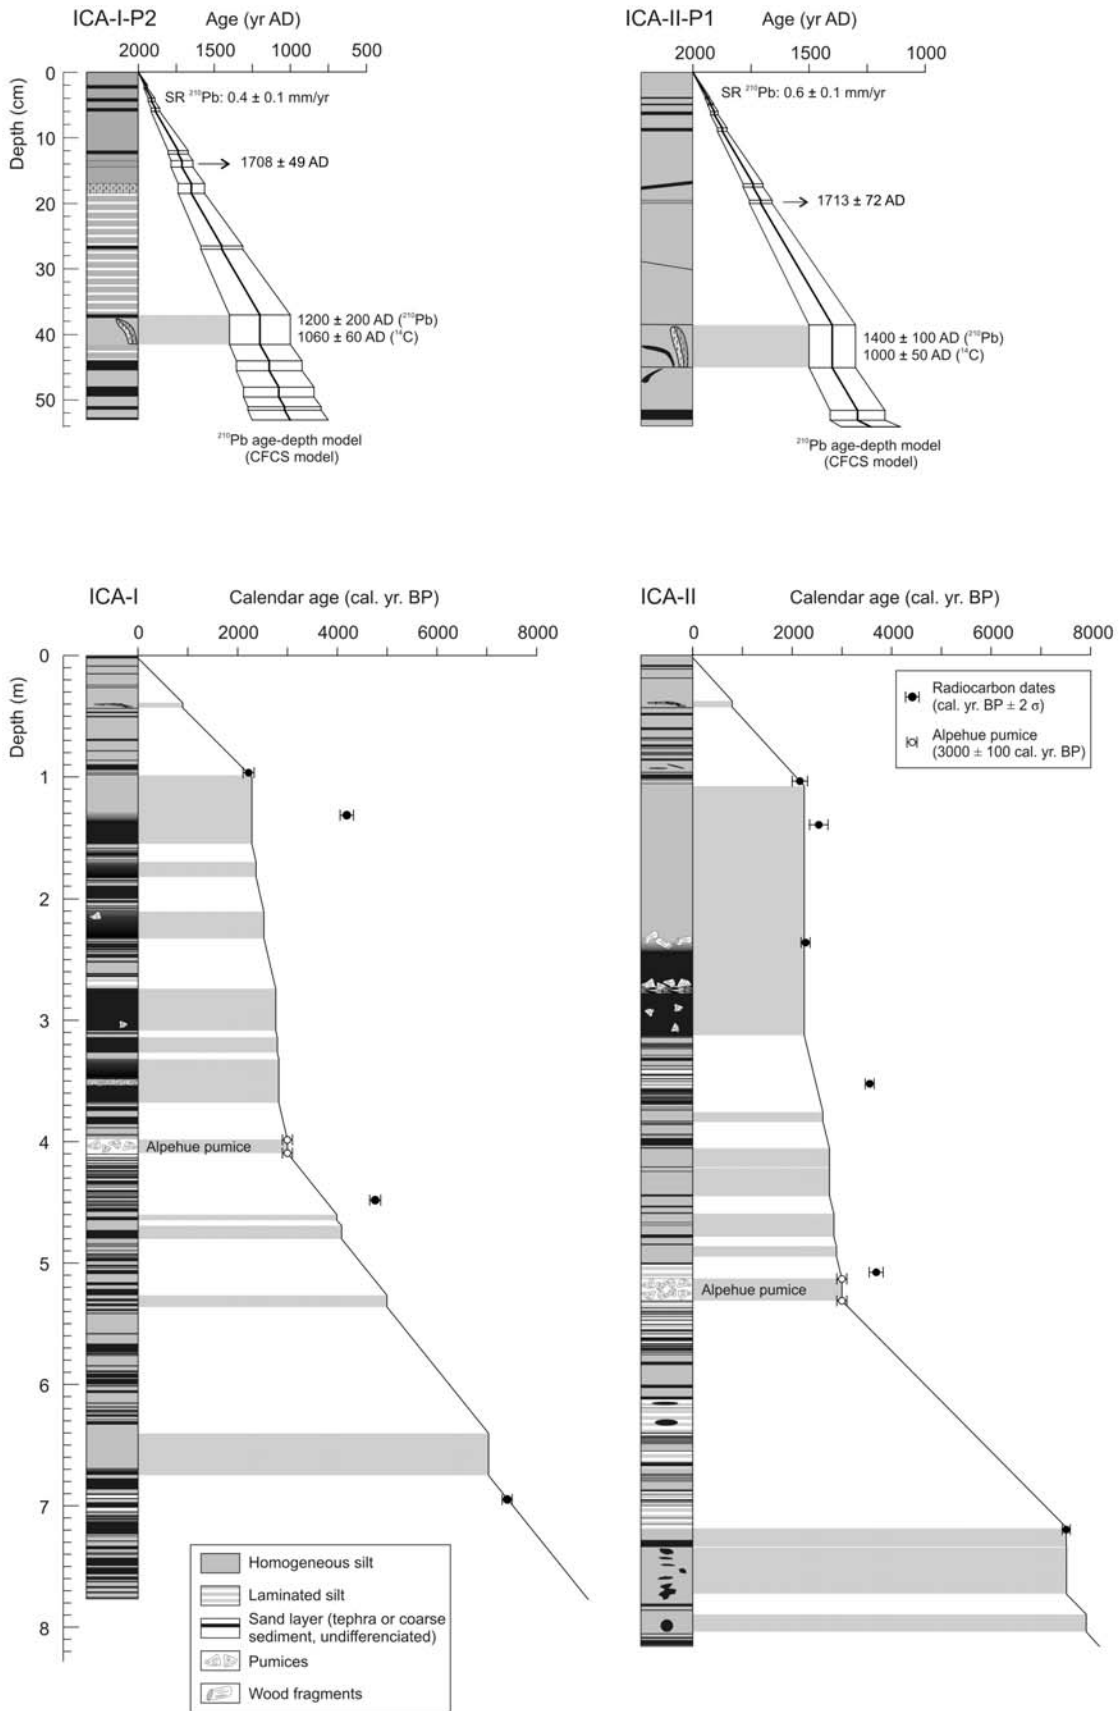 ICA-I-P2
Age (yr AD)
2000 1500 1000 500
Depth (cm)
0
10
20
30
40
50
SR ²¹⁰Pb: 0.4 ± 0.1 mm/yr
1708 ± 49 AD
1200 ± 200 AD (²¹⁰Pb)
1060 ± 60 AD (¹⁴C)
²¹⁰Pb age-depth model
(CFCS model)
ICA-II-P1
Age (yr AD)
2000 1500 1000
SR ²¹⁰Pb: 0.6 ± 0.1 mm/yr
1713 ± 72 AD
1400 ± 100 AD (²¹⁰Pb)
1000 ± 50 AD (¹⁴C)
²¹⁰Pb age-depth model
(CFCS model)
ICA-I
Calendar age (cal. yr. BP)
0 2000 4000 6000 8000
Depth (m)
0
1
2
3
4
5
6
7
8
Alpehue pumice
Homogeneous silt
Laminated silt
Sand layer (tephra or coarse
sediment, undifferenciated)
Pumices
Wood fragments
ICA-II
Calendar age (cal. yr. BP)
0 2000 4000 6000 8000
Radiocarbon dates
(cal. yr. BP ± 2 σ)
Alpehue pumice
(3000 ± 100 cal. yr. BP)
Alpehue pumice